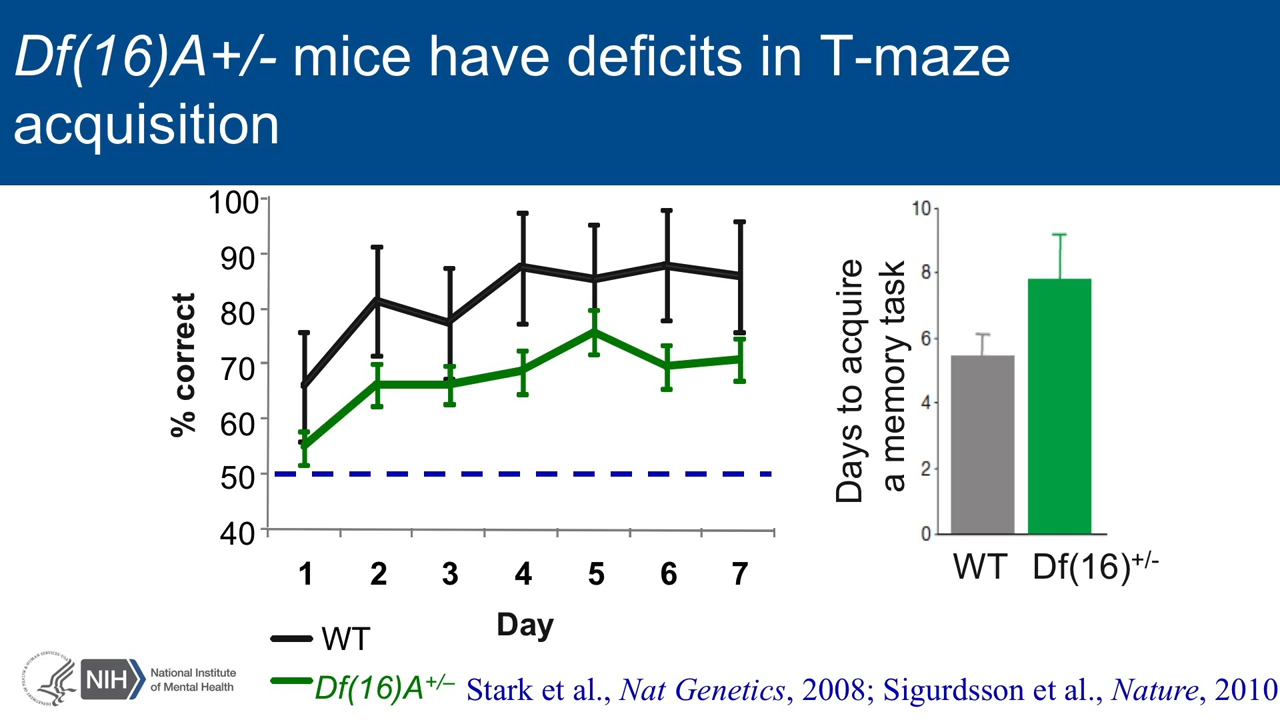 Df(16)A+/- mice have deficits in T-maze
acquisition
100
90
80
70
60
50
40
% correct
1 2 3 4 5 6 7
Day
WT
Df(16)A+/–
10
8
6
4
2
0
Days to acquire
a memory task
WT Df(16)+/-
NIH
National Institute
of Mental Health
Stark et al., Nat Genetics, 2008; Sigurdsson et al., Nature, 2010